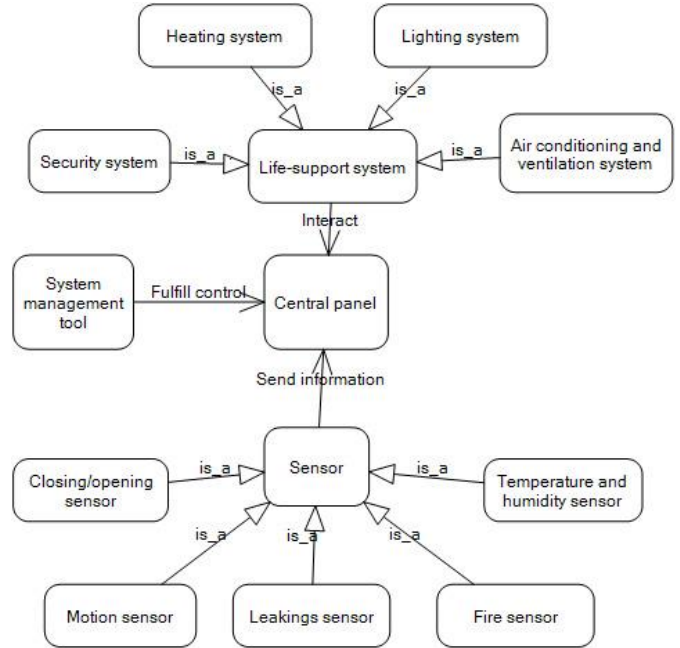 Heating system
Lighting system
is_a
is_a
Security system
is_a
Life-support system
is_a
Air conditioning and
ventilation system
Interact
System
management
tool
Fulfill control
Central panel
Send information
Closing/opening
sensor
is_a
Sensor
is_a
Temperature and
humidity sensor
is_a
is_a
is_a
Motion sensor
Leakings sensor
Fire sensor